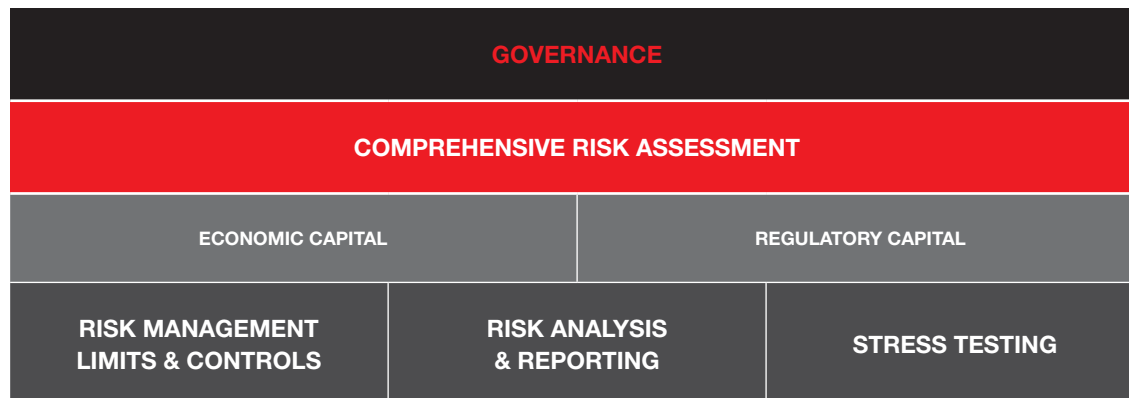 GOVERNANCE
COMPREHENSIVE RISK ASSESSMENT
ECONOMIC CAPITAL
REGULATORY CAPITAL
RISK MANAGEMENT
LIMITS & CONTROLS
RISK ANALYSIS
& REPORTING
STRESS TESTING